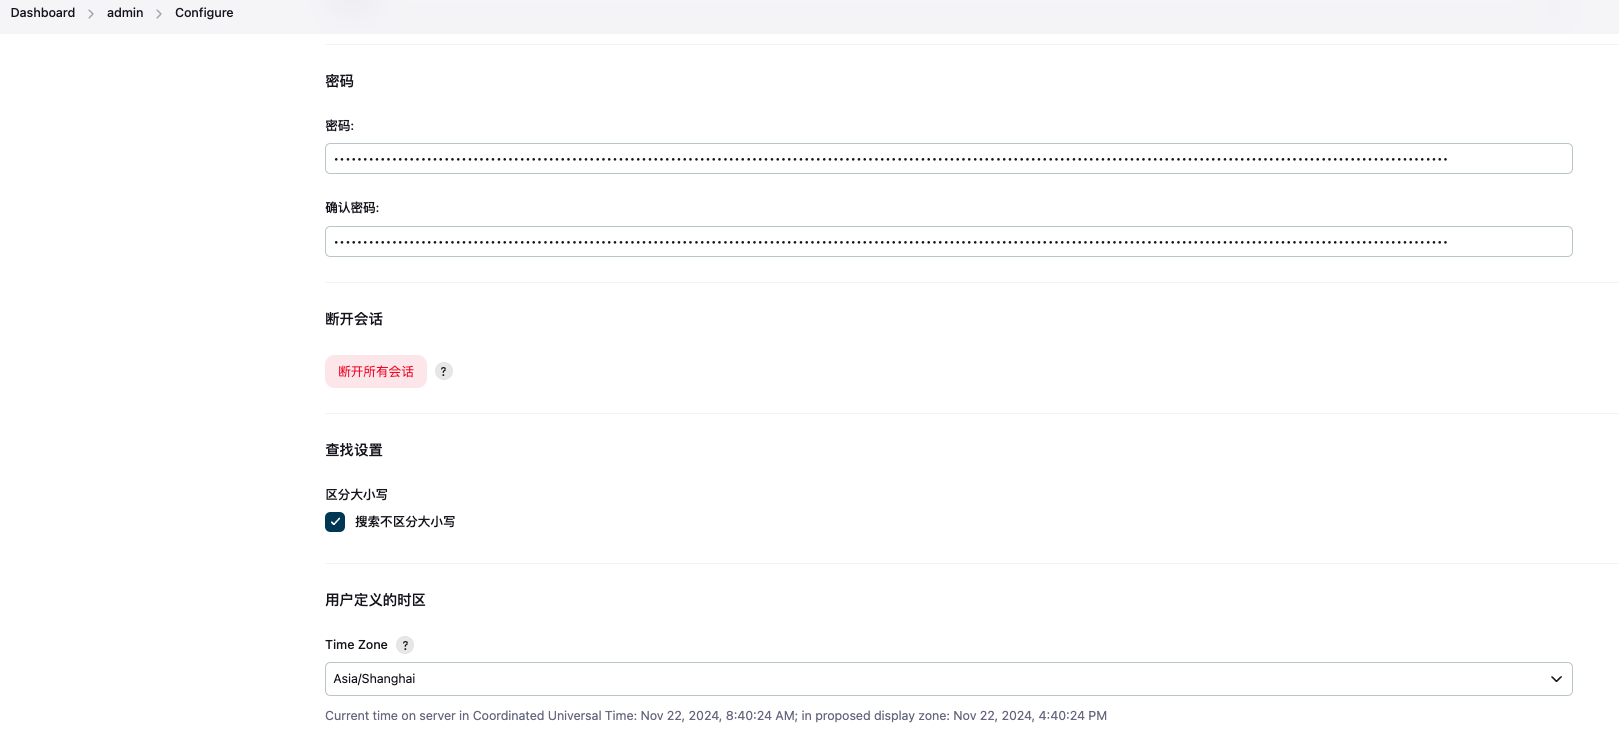 Dashboard > admin > Configure
密码
密码:
确认密码:
断开会话
断开所有会话 ?
查找设置
区分大小写
搜索不区分大小写
用户定义的时区
Time Zone ?
Asia/Shanghai
Current time on server in Coordinated Universal Time: Nov 22, 2024, 8:40:24 AM; in proposed display zone: Nov 22, 2024, 4:40:24 PM